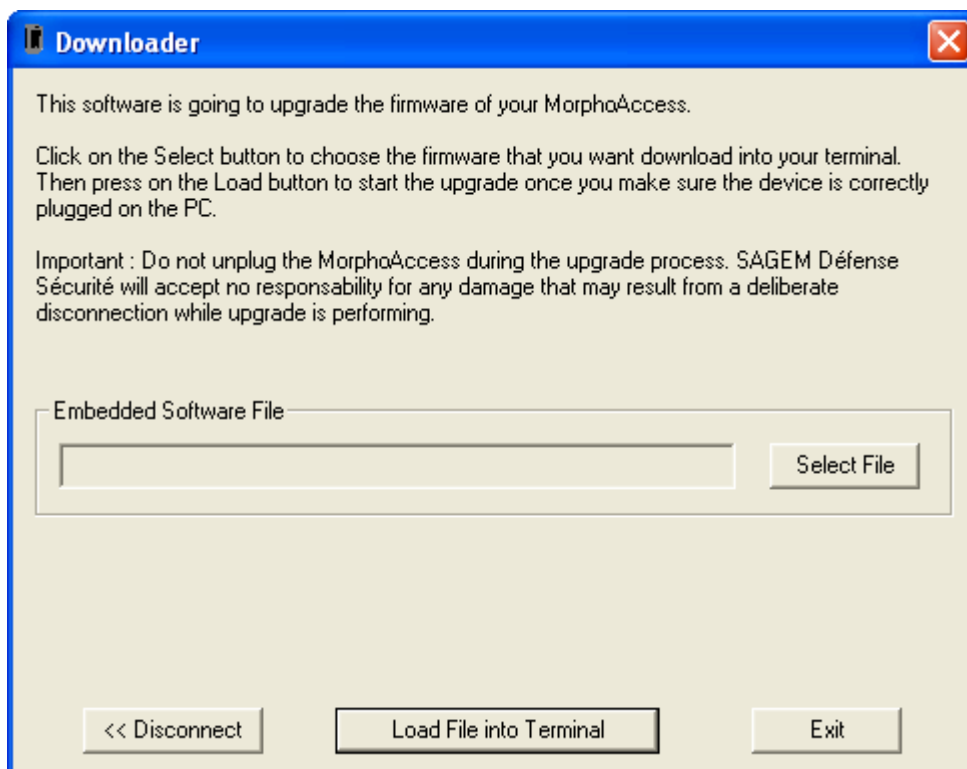 Downloader
This software is going to upgrade the firmware of your MorphoAccess.
Click on the Select button to choose the firmware that you want download into your terminal.
Then press on the Load button to start the upgrade once you make sure the device is correctly
plugged on the PC.
Important : Do not unplug the MorphoAccess during the upgrade process. SAGEM Défense
Sécurité will accept no responsability for any damage that may result from a deliberate
disconnection while upgrade is performing.
Embedded Software File
Select File
<< Disconnect
Load File into Terminal
Exit